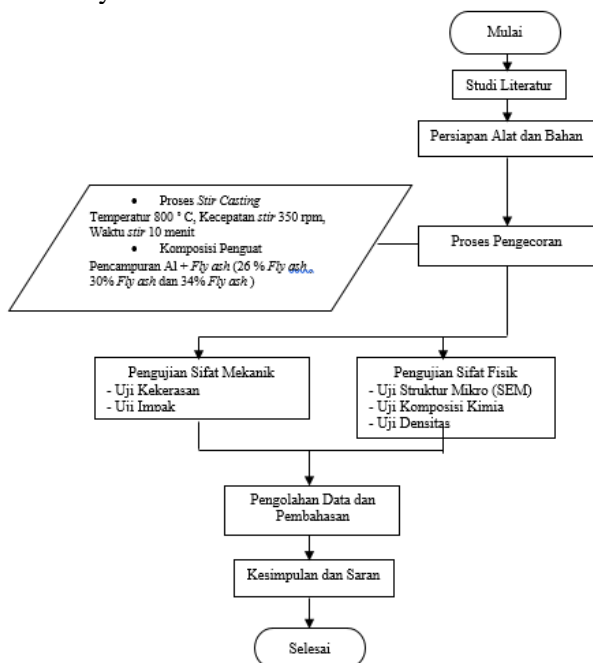 Mulai
Studi Literatur
Persiapan Alat dan Bahan
• Proses Stir Casting
Temperatur 800 ° C, Kecepatan stir 350 rpm,
Waktu stir 10 menit
• Komposisi Penguat
Pencampuran Al + Fly ash (26 % Fly ash
30% Fly ash dan 34% Fly ash )
Proses Pengecoran
Pengujian Sifat Mekanik
- Uji Kekerasan
- Uji Impak
Pengujian Sifat Fisik
- Uji Struktur Mikro (SEM)
- Uji Komposisi Kimia
- Uji Densitas
Pengolahan Data dan
Pembahasan
Kesimpulan dan Saran
Selesai